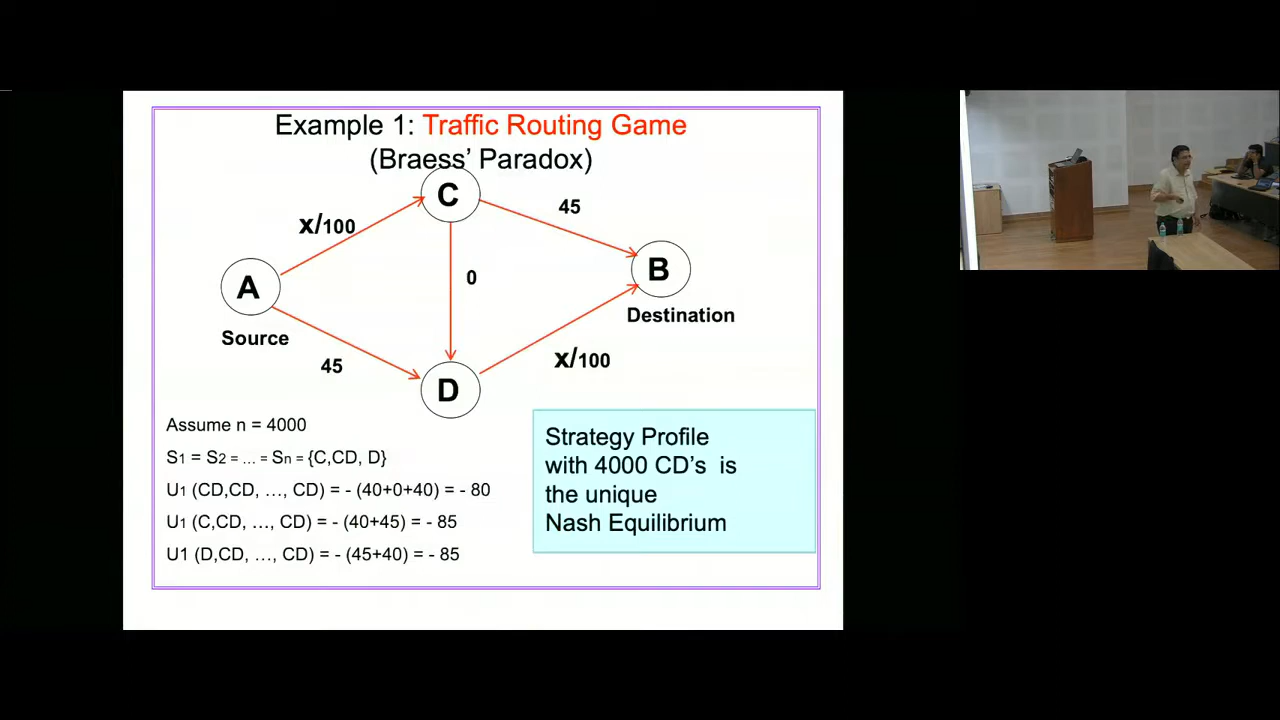 Example 1: Traffic Routing Game
(Braess’ Paradox)
C
45
x/100
0
A
B
Source
Destination
45
x/100
D
Assume n = 4000
S1 = S2 = ... = Sn = {C,CD, D}
U1 (CD,CD, …, CD) = - (40+0+40) = - 80
U1 (C,CD, …, CD) = - (40+45) = - 85
U1 (D,CD, …, CD) = - (45+40) = - 85
Strategy Profile
with 4000 CD’s is
the unique
Nash Equilibrium